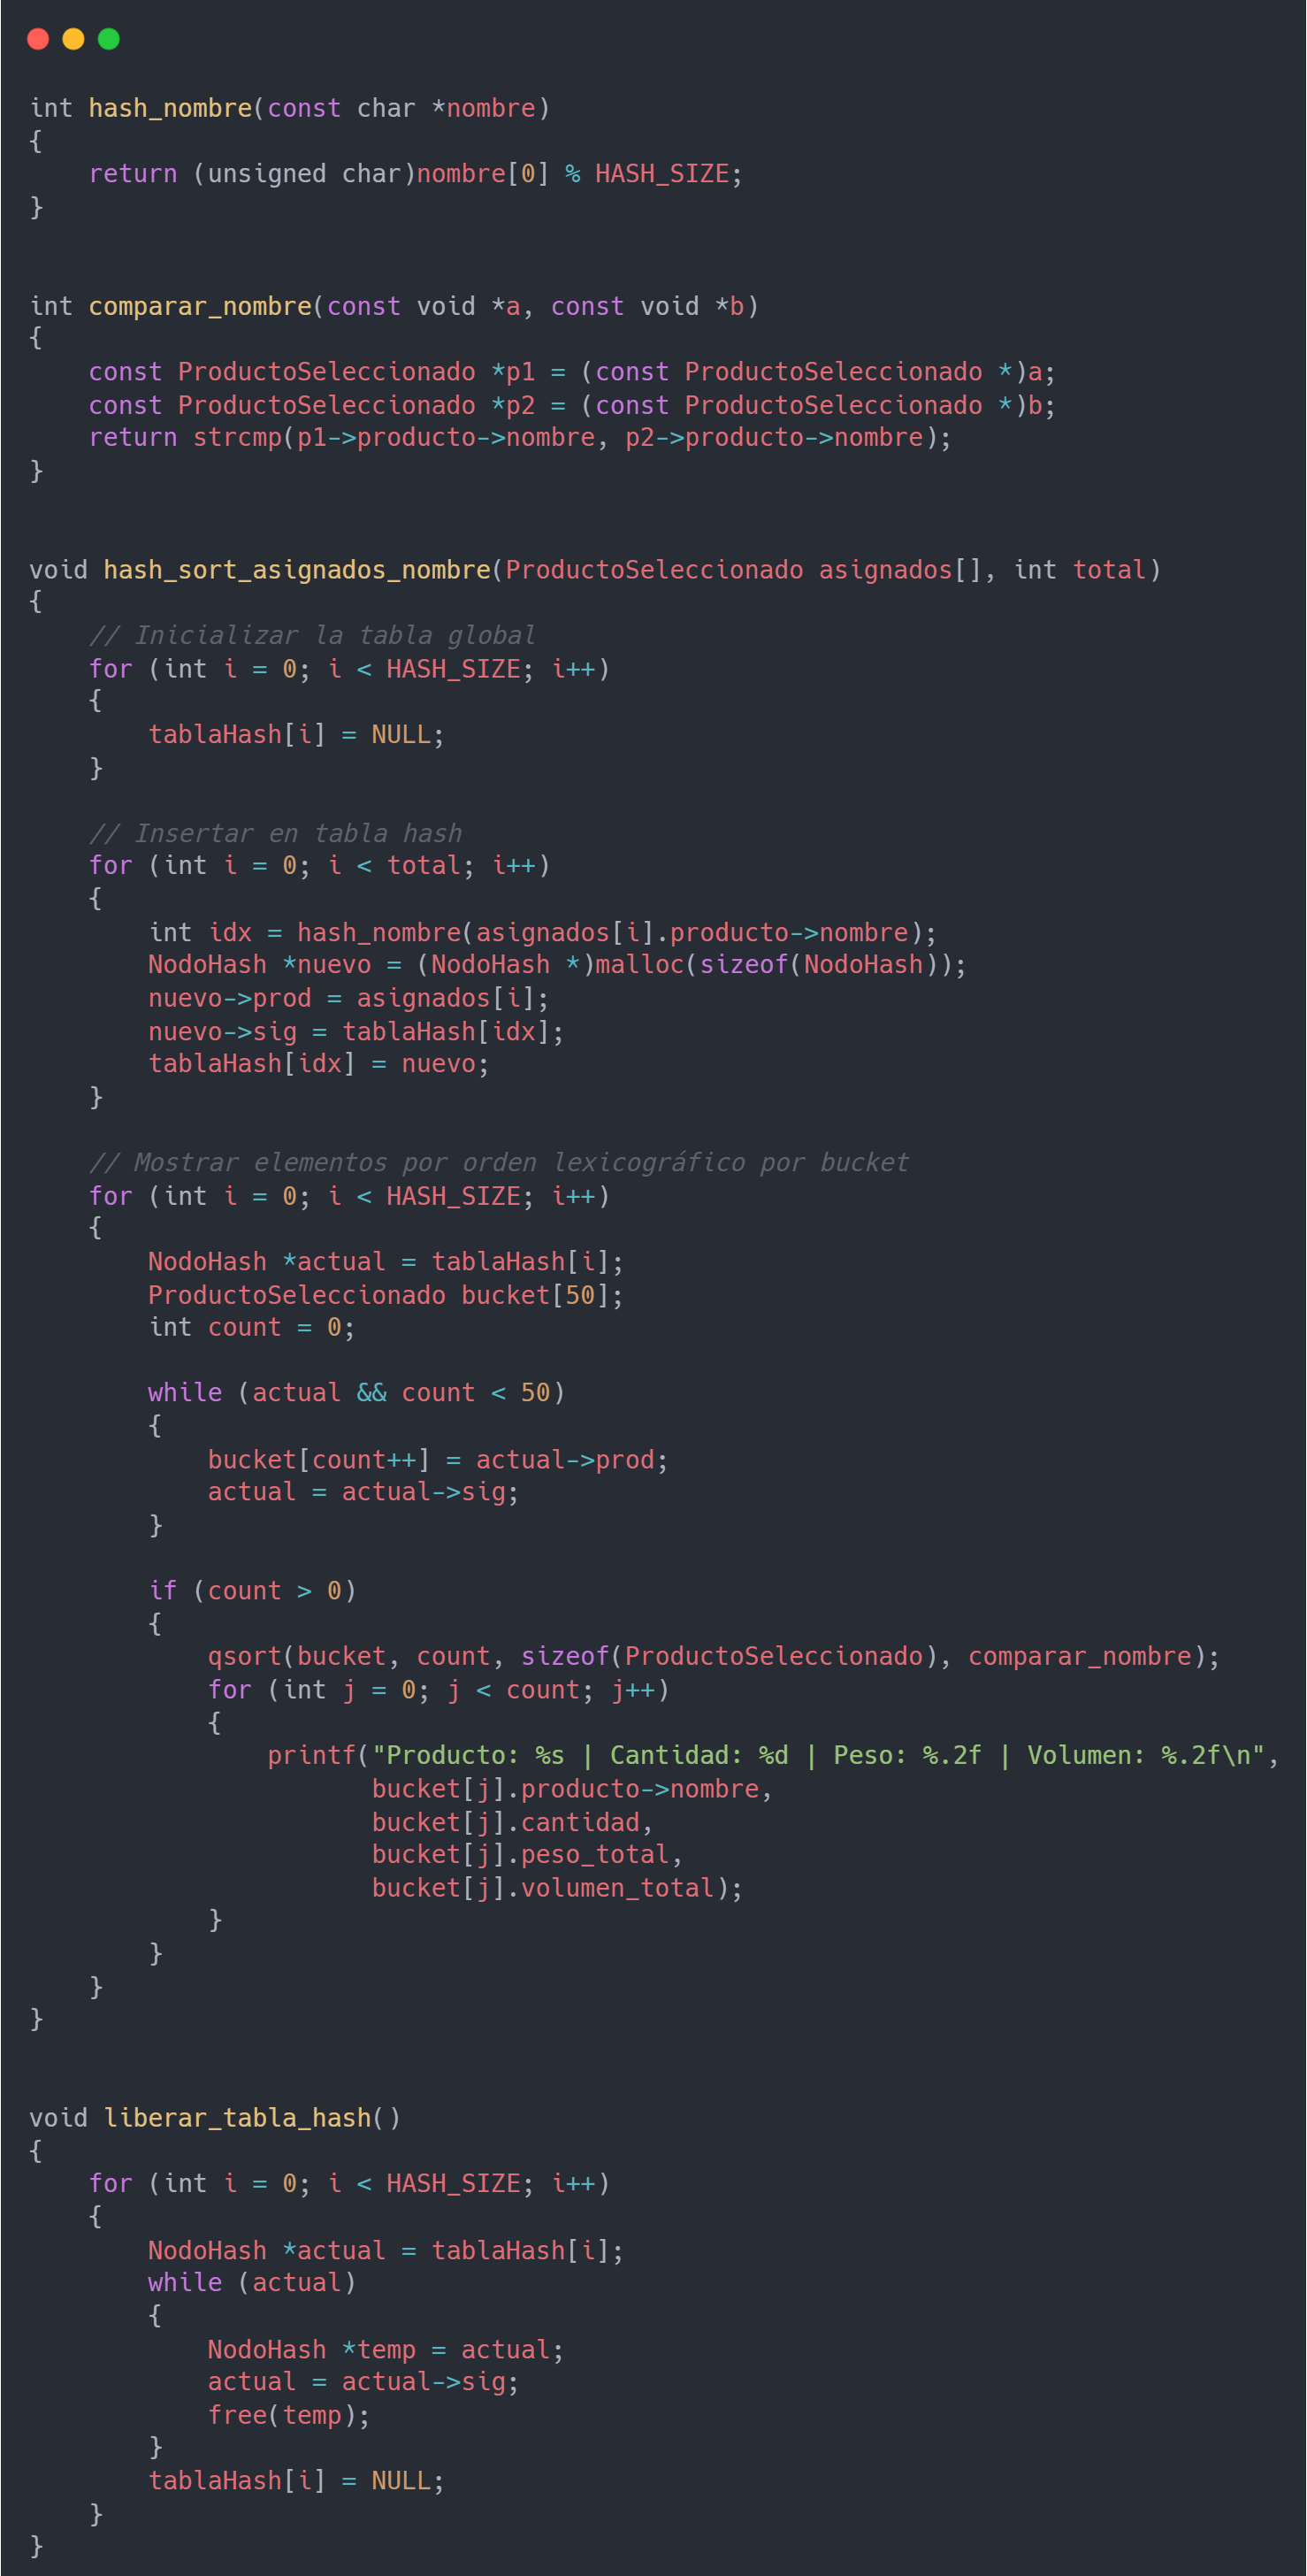 int hash_nombre(const char *nombre)
{
    return (unsigned char)nombre[0] % HASH_SIZE;
}


int comparar_nombre(const void *a, const void *b)
{
    const ProductoSeleccionado *p1 = (const ProductoSeleccionado *)a;
    const ProductoSeleccionado *p2 = (const ProductoSeleccionado *)b;
    return strcmp(p1->producto->nombre, p2->producto->nombre);
}


void hash_sort_asignados_nombre(ProductoSeleccionado asignados[], int total)
{
    // Inicializar la tabla global
    for (int i = 0; i < HASH_SIZE; i++)
    {
        tablaHash[i] = NULL;
    }

    // Insertar en tabla hash
    for (int i = 0; i < total; i++)
    {
        int idx = hash_nombre(asignados[i].producto->nombre);
        NodoHash *nuevo = (NodoHash *)malloc(sizeof(NodoHash));
        nuevo->prod = asignados[i];
        nuevo->sig = tablaHash[idx];
        tablaHash[idx] = nuevo;
    }

    // Mostrar elementos por orden lexicográfico por bucket
    for (int i = 0; i < HASH_SIZE; i++)
    {
        NodoHash *actual = tablaHash[i];
        ProductoSeleccionado bucket[50];
        int count = 0;

        while (actual && count < 50)
        {
            bucket[count++] = actual->prod;
            actual = actual->sig;
        }

        if (count > 0)
        {
            qsort(bucket, count, sizeof(ProductoSeleccionado), comparar_nombre);
            for (int j = 0; j < count; j++)
            {
                printf("Producto: %s | Cantidad: %d | Peso: %.2f | Volumen: %.2f\n",
                       bucket[j].producto->nombre,
                       bucket[j].cantidad,
                       bucket[j].peso_total,
                       bucket[j].volumen_total);
            }
        }
    }
}


void liberar_tabla_hash()
{
    for (int i = 0; i < HASH_SIZE; i++)
    {
        NodoHash *actual = tablaHash[i];
        while (actual)
        {
            NodoHash *temp = actual;
            actual = actual->sig;
            free(temp);
        }
        tablaHash[i] = NULL;
    }
}